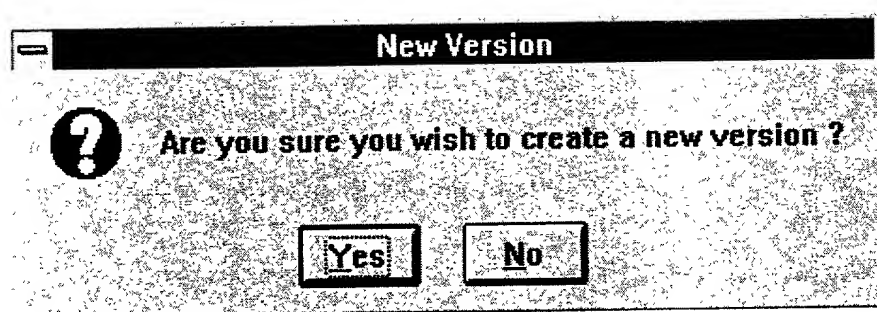 New Version
Are you sure you wish to create a new version ?
Yes
No